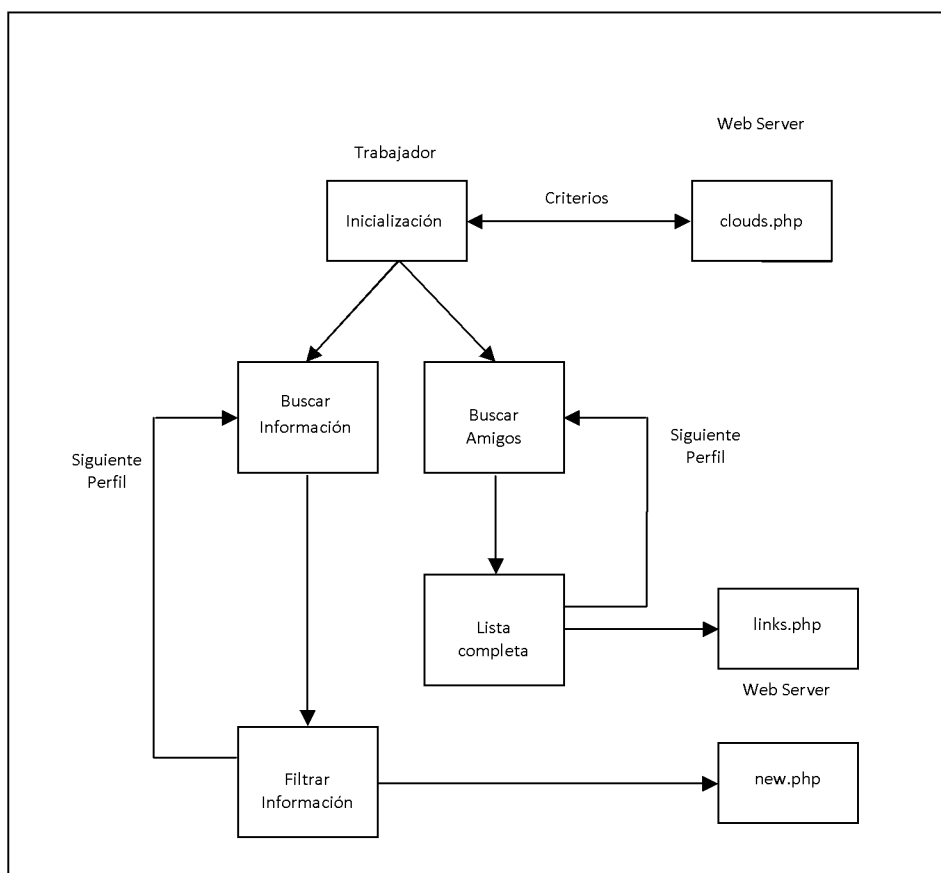 Web Server
Trabajador
Inicialización
Criterios
clouds.php
Buscar
Información
Buscar
Amigos
Siguiente
Perfil
Siguiente
Perfil
Lista
completa
links.php
Web Server
Filtrar
Información
new.php